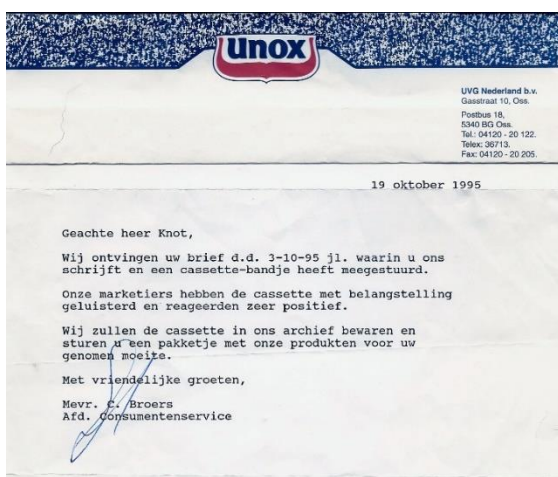 unox
UVG Nederland b.v.
Gasstraat 10, Oss.
Postbus 18,
5340 BG Oss.
Tel.: 04120 - 20 122.
Telex: 36713.
Fax: 04120 - 20 205.
19 oktober 1995
Geachte heer Knot,
Wij ontvingen uw brief d.d. 3-10-95 jl. waarin u ons
schrijft en een cassette-bandje heeft meegestuurd.
Onze marketiers hebben de cassette met belangstelling
geluisterd en reageerden zeer positief.
Wij zullen de cassette in ons archief bewaren en
sturen u een pakketje met onze produkten voor uw
genomen moeite.
Met vriendelijke groeten,
Mevr. C. Broers
Afd. Consumentenservice